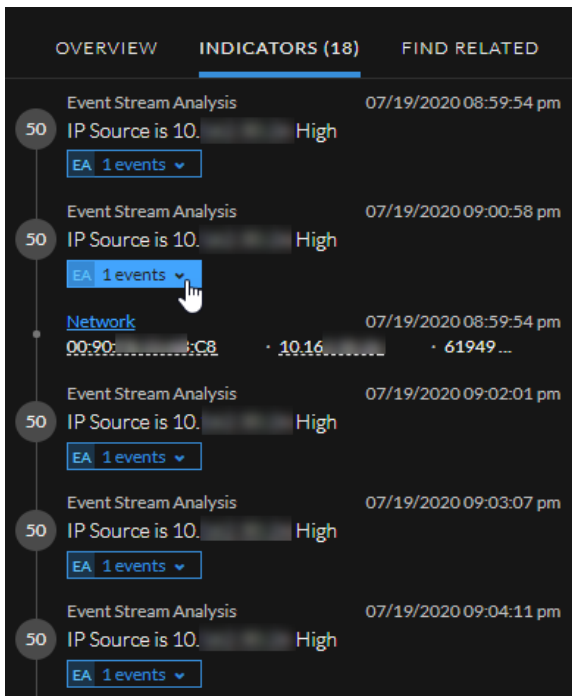 OVERVIEW INDICATORS (18) FIND RELATED
Event Stream Analysis 07/19/2020 08:59:54 pm
50 IP Source is 10. High
EA 1 events
Event Stream Analysis 07/19/2020 09:00:58 pm
50 IP Source is 10. High
EA 1 events
Network 07/19/2020 08:59:54 pm
00:90: :C8 · 10.16 · 61949 ...
Event Stream Analysis 07/19/2020 09:02:01 pm
50 IP Source is 10. High
EA 1 events
Event Stream Analysis 07/19/2020 09:03:07 pm
50 IP Source is 10. High
EA 1 events
Event Stream Analysis 07/19/2020 09:04:11 pm
50 IP Source is 10. High
EA 1 events